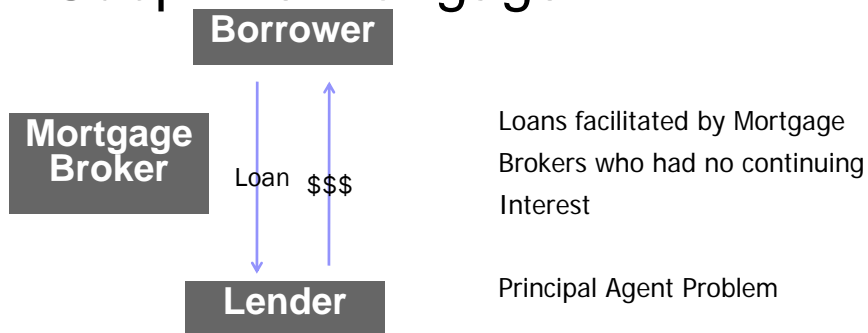 Borrower
Mortgage
Broker
Loan $$$
Lender
Loans facilitated by Mortgage
Brokers who had no continuing
Interest
Principal Agent Problem